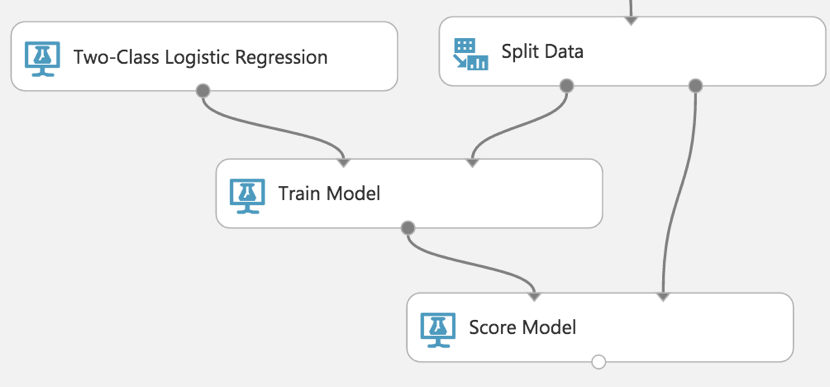 Two-Class Logistic Regression
Split Data
Train Model
Score Model